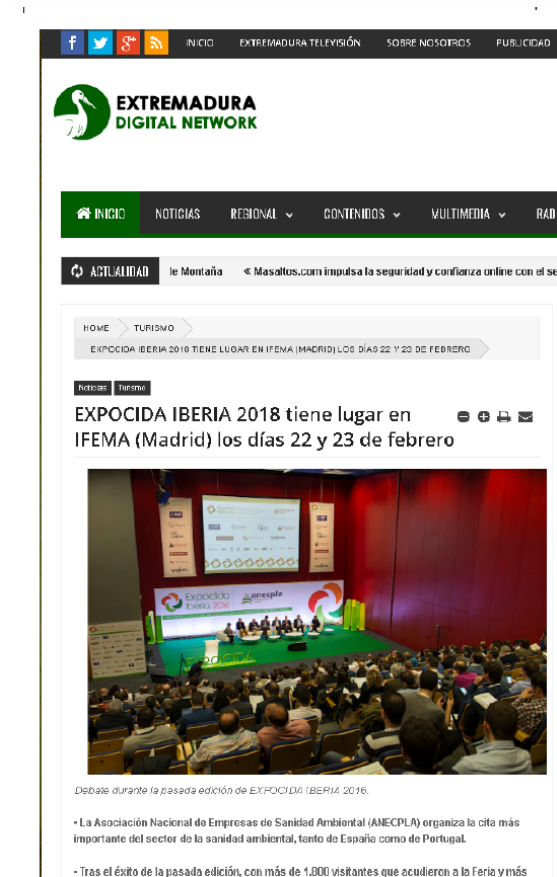 INICIO EXTREMADURA TELEVISIÓN SOBRE NOSOTROS PUBLICIDAD
EXTREMADURA
DIGITAL NETWORK
INICIO NOTICIAS REGIONAL CONTENIDOS MULTIMEDIA RAD
ACTUALIDAD le Montaña « Masaltos.com impulsa la seguridad y confianza online con el se
HOME TURISMO
EXPOCIDA IBERIA 2018 TIENE LUGAR EN IFEMA (MADRID) LOS DÍAS 22 Y 23 DE FEBRERO
Noticias Turismo
EXPOCIDA IBERIA 2018 tiene lugar en
IFEMA (Madrid) los días 22 y 23 de febrero
Expocida
Iberia 2016
anecpla
EXPOCIDA
Debate durante la pasada edición de EXPOCIDA IBERIA 2016.
- La Asociación Nacional de Empresas de Sanidad Ambiental (ANECPLA) organiza la cita más
importante del sector de la sanidad ambiental, tanto de España como de Portugal.
- Tras el éxito de la pasada edición, con más de 1.800 visitantes que acudieron a la Feria y más